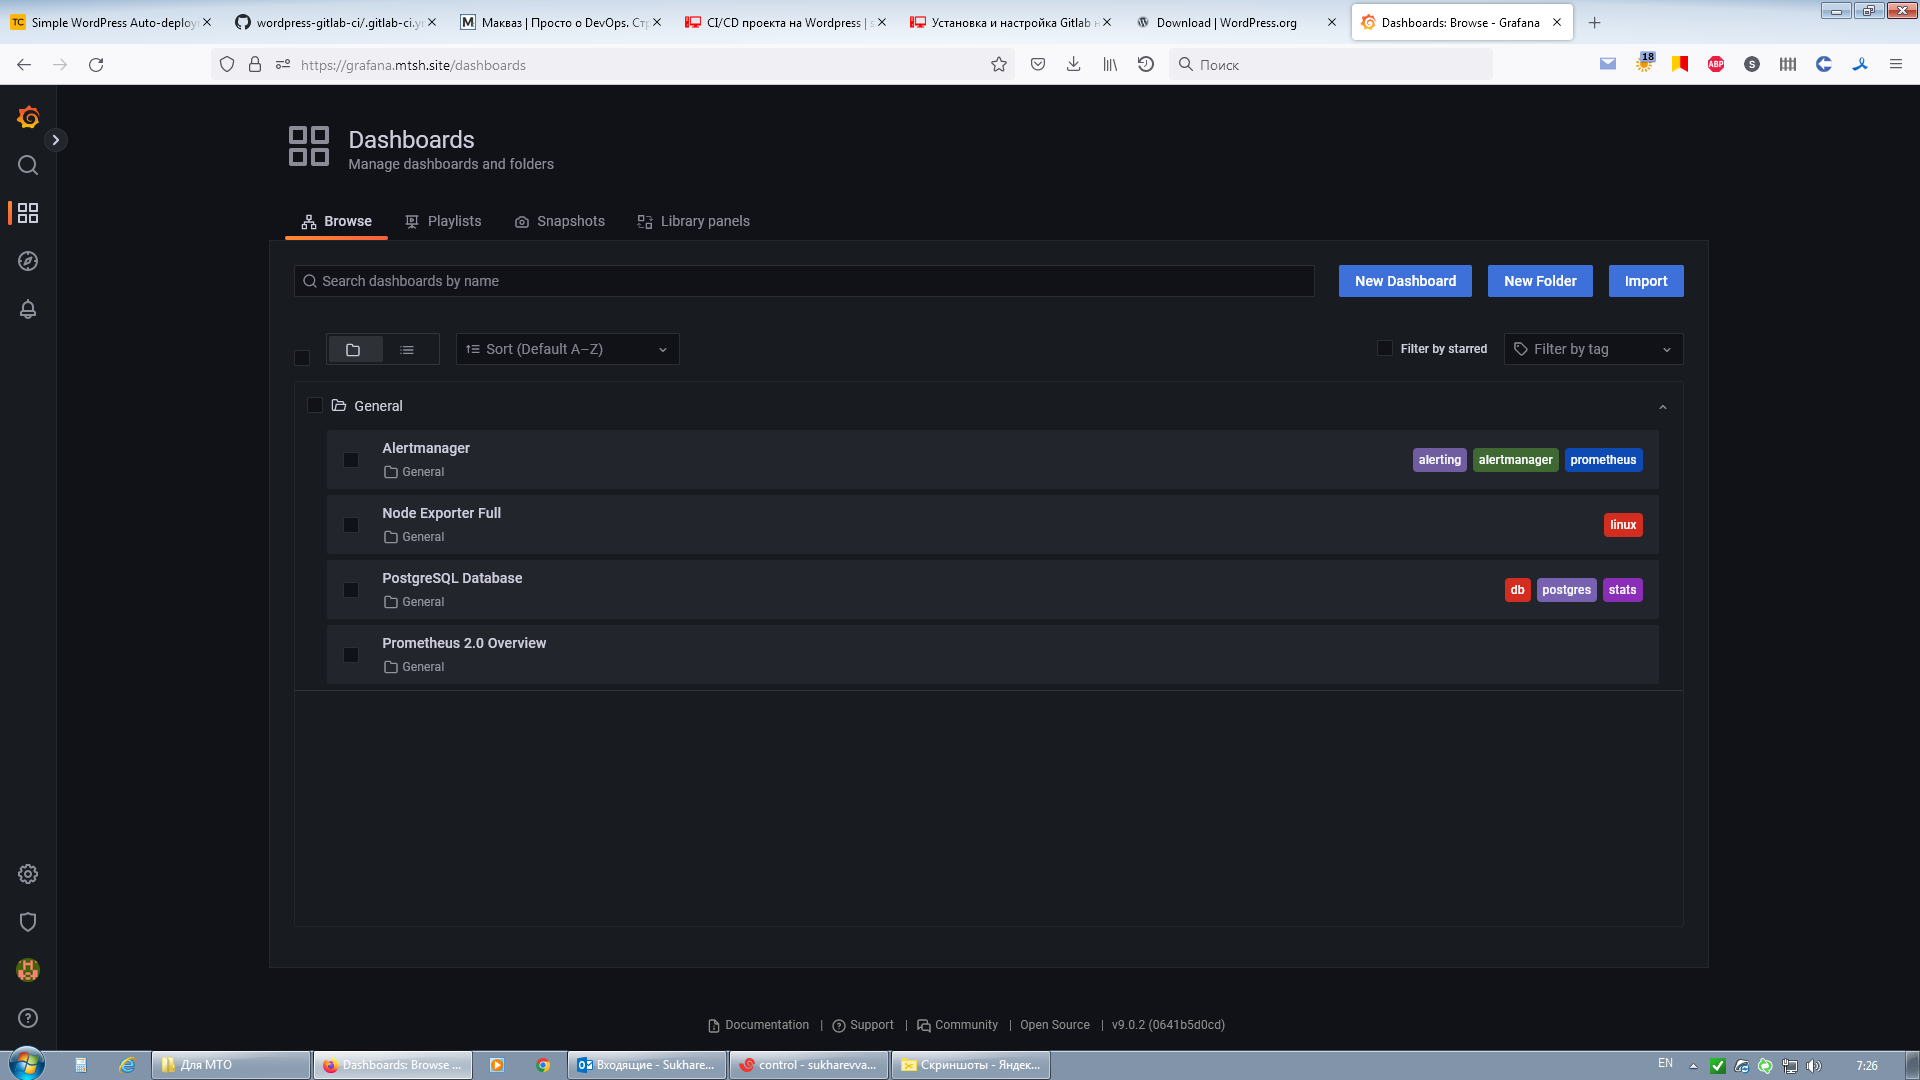 Simple WordPress Auto-deploy
wordpress-gitlab-ci/.gitlab-ci.y
Макваз | Просто о DevOps. Стр
CI/CD проекта на Wordpress | s
Установка и настройка Gitlab н
Download | WordPress.org
Dashboards: Browse - Grafana
https://grafana.mtsh.site/dashboards
Поиск
18
ABP
S
Dashboards
Manage dashboards and folders
Browse
Playlists
Snapshots
Library panels
Search dashboards by name
New Dashboard
New Folder
Import
Sort (Default A–Z)
Filter by starred
Filter by tag
General
Alertmanager
General
alerting alertmanager prometheus
Node Exporter Full
General
linux
PostgreSQL Database
General
db postgres stats
Prometheus 2.0 Overview
General
Documentation | Support | Community | Open Source | v9.0.2 (0641b5d0cd)
Для МТО
Dashboards: Browse ...
Входящие - Sukhare...
control - sukharevva...
Скриншоты - Яндек...
EN
7:26